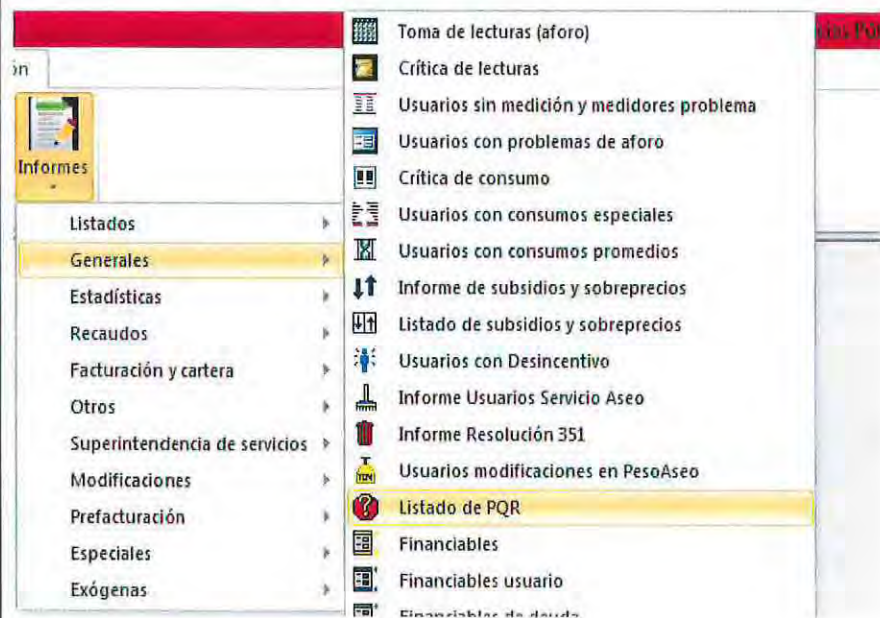 ón
Informes
Listados
Generales
Estadísticas
Recaudos
Facturación y cartera
Otros
Superintendencia de servicios
Modificaciones
Prefacturación
Especiales
Exógenas
Toma de lecturas (aforo)
Crítica de lecturas
Usuarios sin medición y medidores problema
Usuarios con problemas de aforo
Crítica de consumo
Usuarios con consumos especiales
Usuarios con consumos promedios
Informe de subsidios y sobreprecios
Listado de subsidios y sobreprecios
Usuarios con Desincentivo
Informe Usuarios Servicio Aseo
Informe Resolución 351
Usuarios modificaciones en PesoAseo
Listado de PQR
Financiables
Financiables usuario
Financiables de deuda